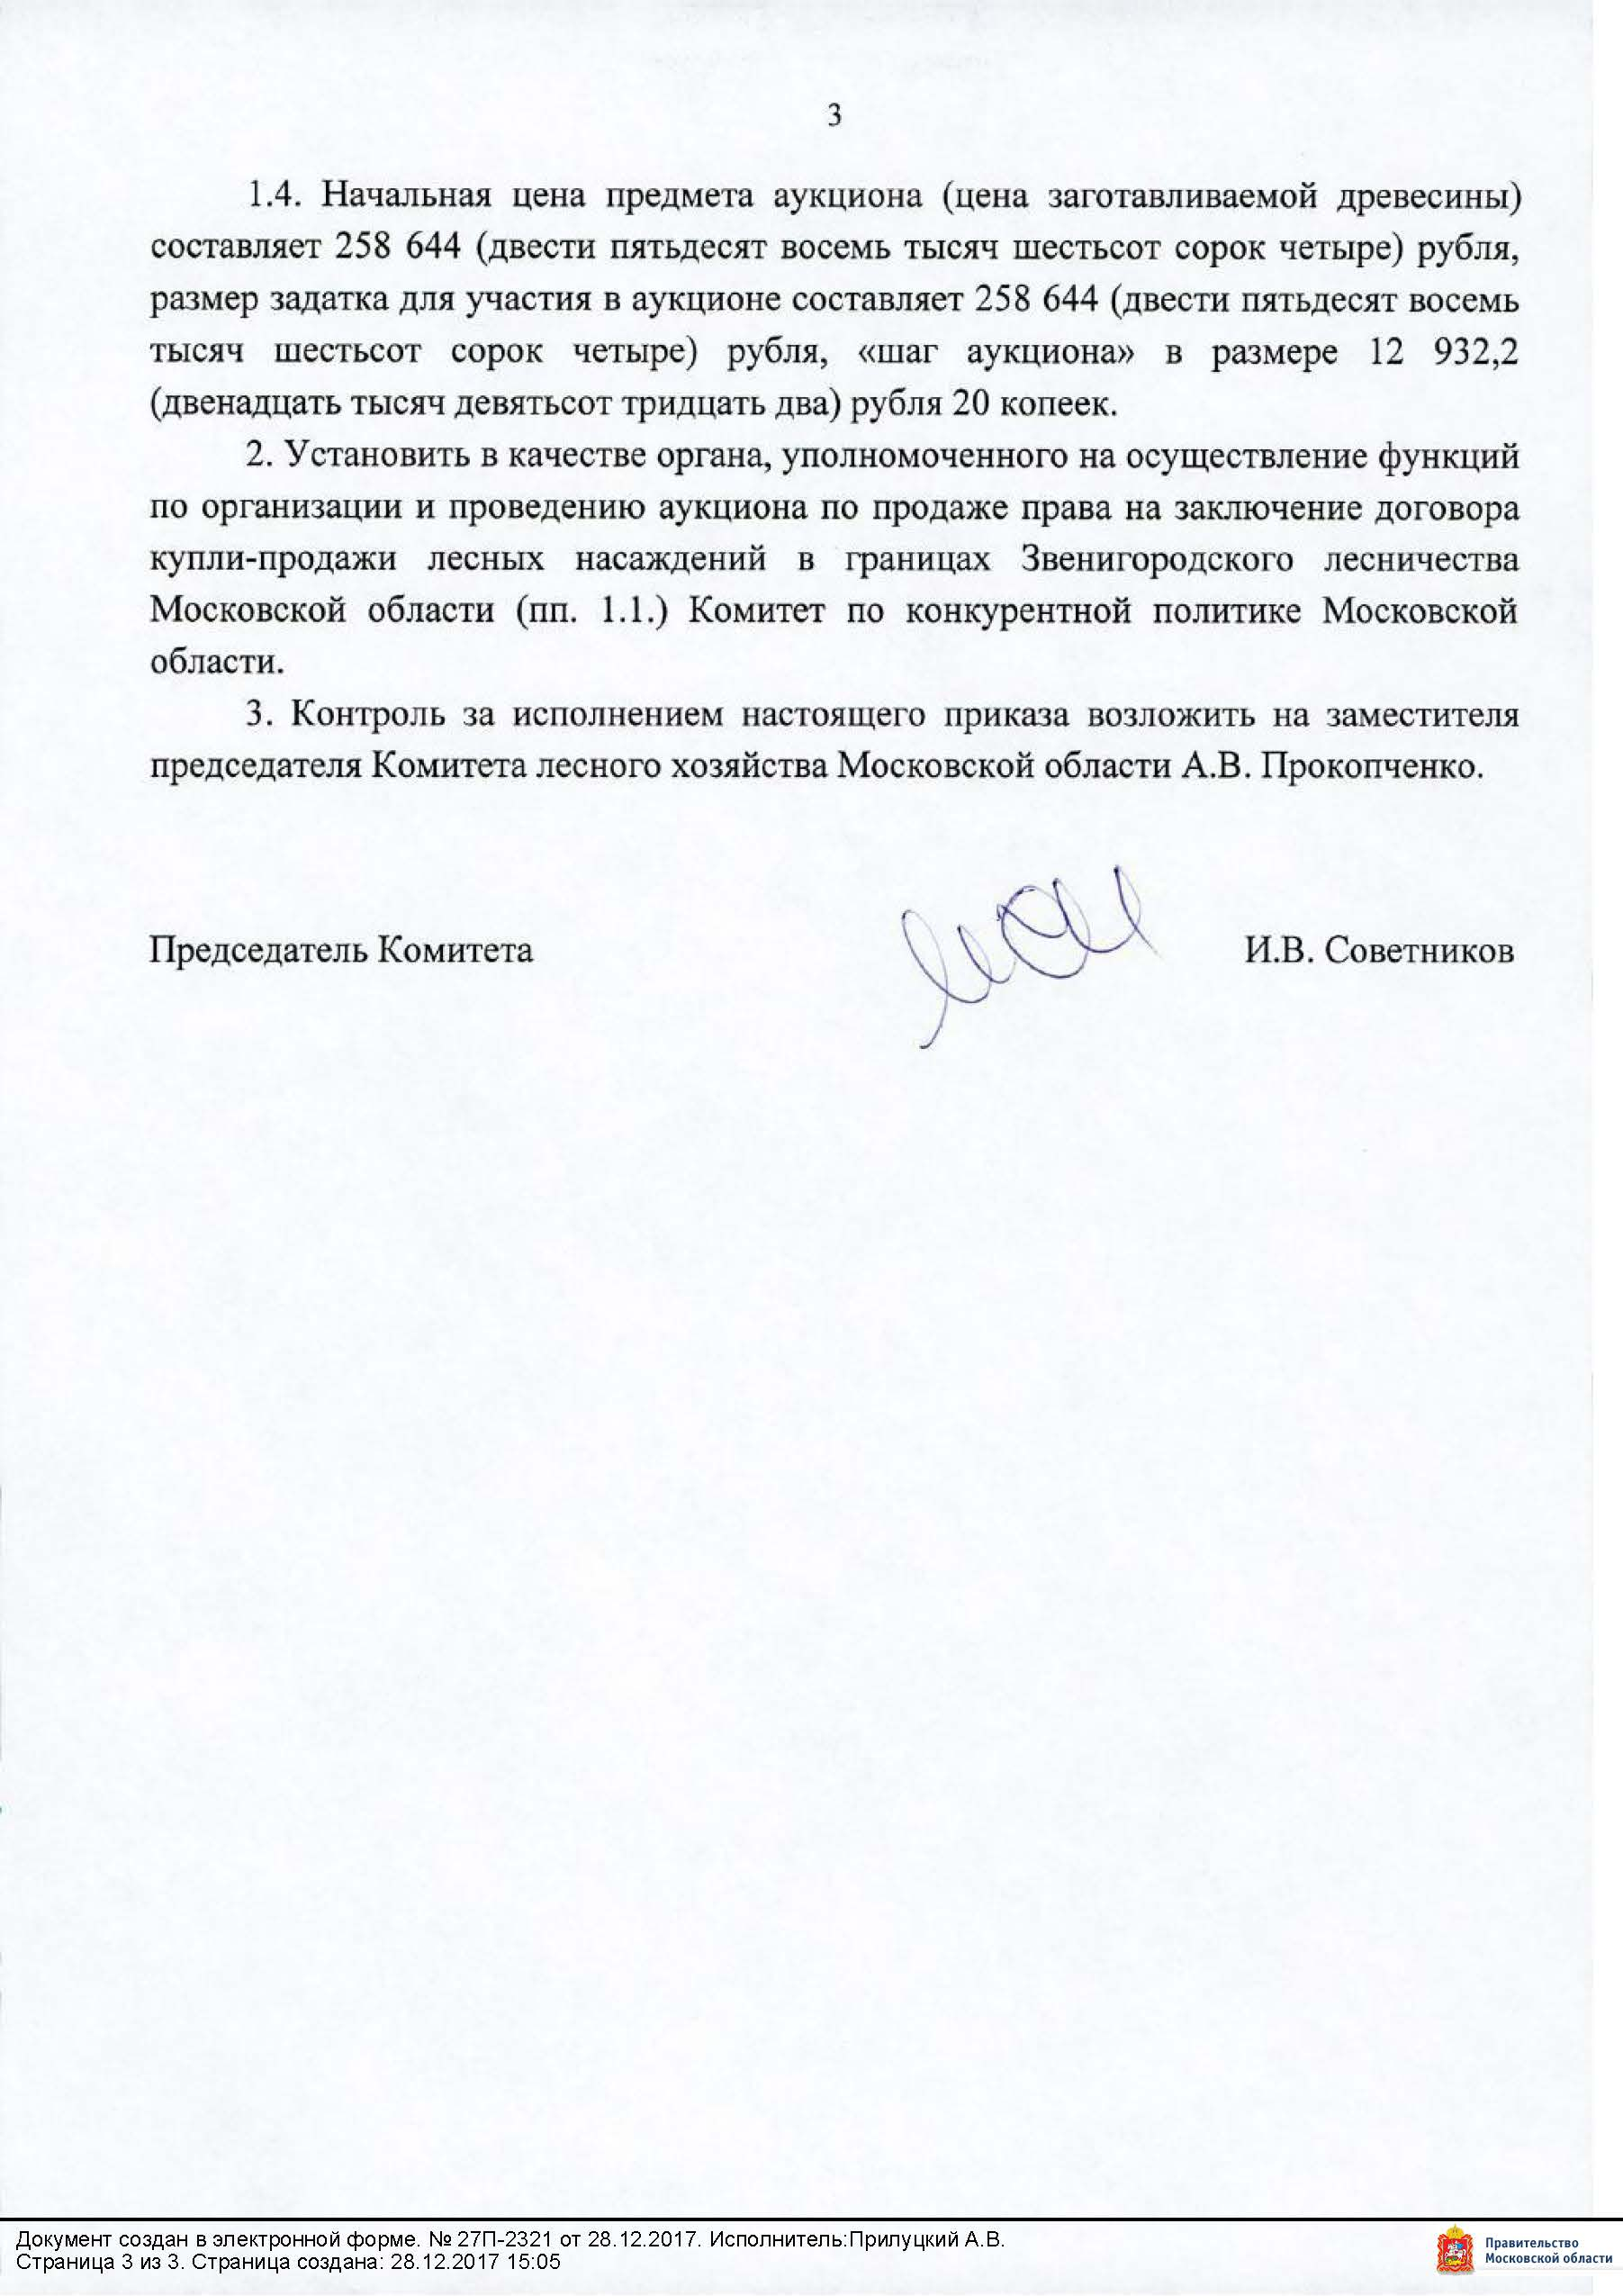 3
1.4. Начальная цена предмета аукциона (цена заготавливаемой древесины)
составляет 258 644 (двести пятьдесят восемь тысяч шестьсот сорок четыре) рубля,
размер задатка для участия в аукционе составляет 258 644 (двести пятьдесят восемь
тысяч шестьсот сорок четыре) рубля, «шаг аукциона» в размере 12 932,2
(двенадцать тысяч девятьсот тридцать два) рубля 20 копеек.
2. Установить в качестве органа, уполномоченного на осуществление функций
по организации и проведению аукциона по продаже права на заключение договора
купли-продажи лесных насаждений в границах Звенигородского лесничества
Московской области (пп. 1.1.) Комитет по конкурентной политике Московской
области.
3. Контроль за исполнением настоящего приказа возложить на заместителя
председателя Комитета лесного хозяйства Московской области А.В. Прокопченко.
Председатель Комитета И.В. Советников
Документ создан в электронной форме. № 27П-2321 от 28.12.2017. Исполнитель:Прилуцкий А.В.
Страница 3 из 3. Страница создана: 28.12.2017 15:05
Правительство
Московской области